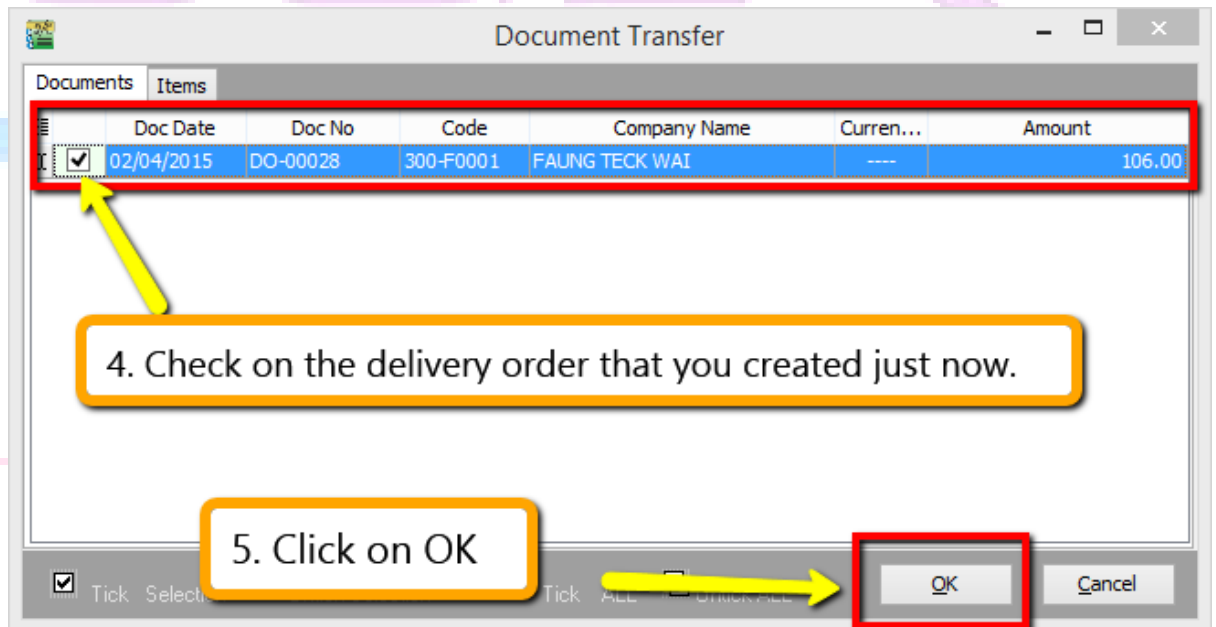 Document Transfer
Documents Items
Doc Date Doc No Code Company Name Curren... Amount
02/04/2015 DO-00028 300-F0001 FAUNG TECK WAI ---- 106.00
4. Check on the delivery order that you created just now.
5. Click on OK
Tick Tick ALL Untick ALL OK Cancel